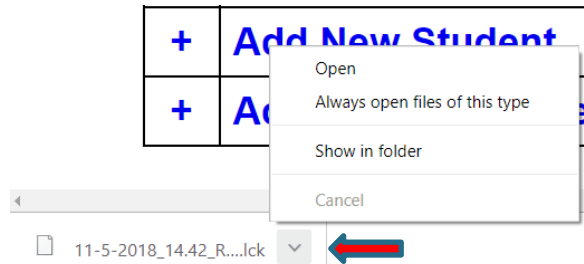 + Add New Student
Open
Always open files of this type
+
Show in folder
Cancel
11-5-2018_14.42_R....lck